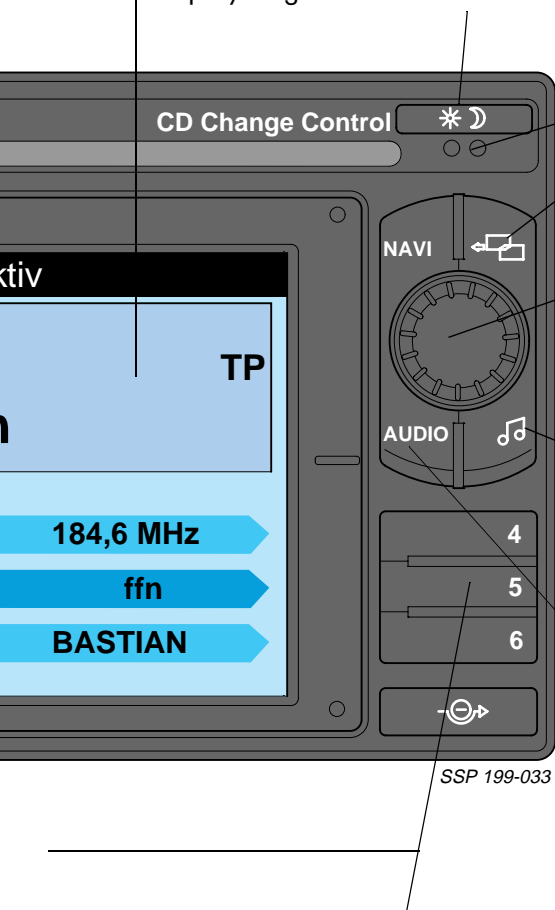 CD Change Control
NAVI
ktiv
TP
AUDIO
184,6 MHz
4
ffn
5
BASTIAN
6
SSP 199-033